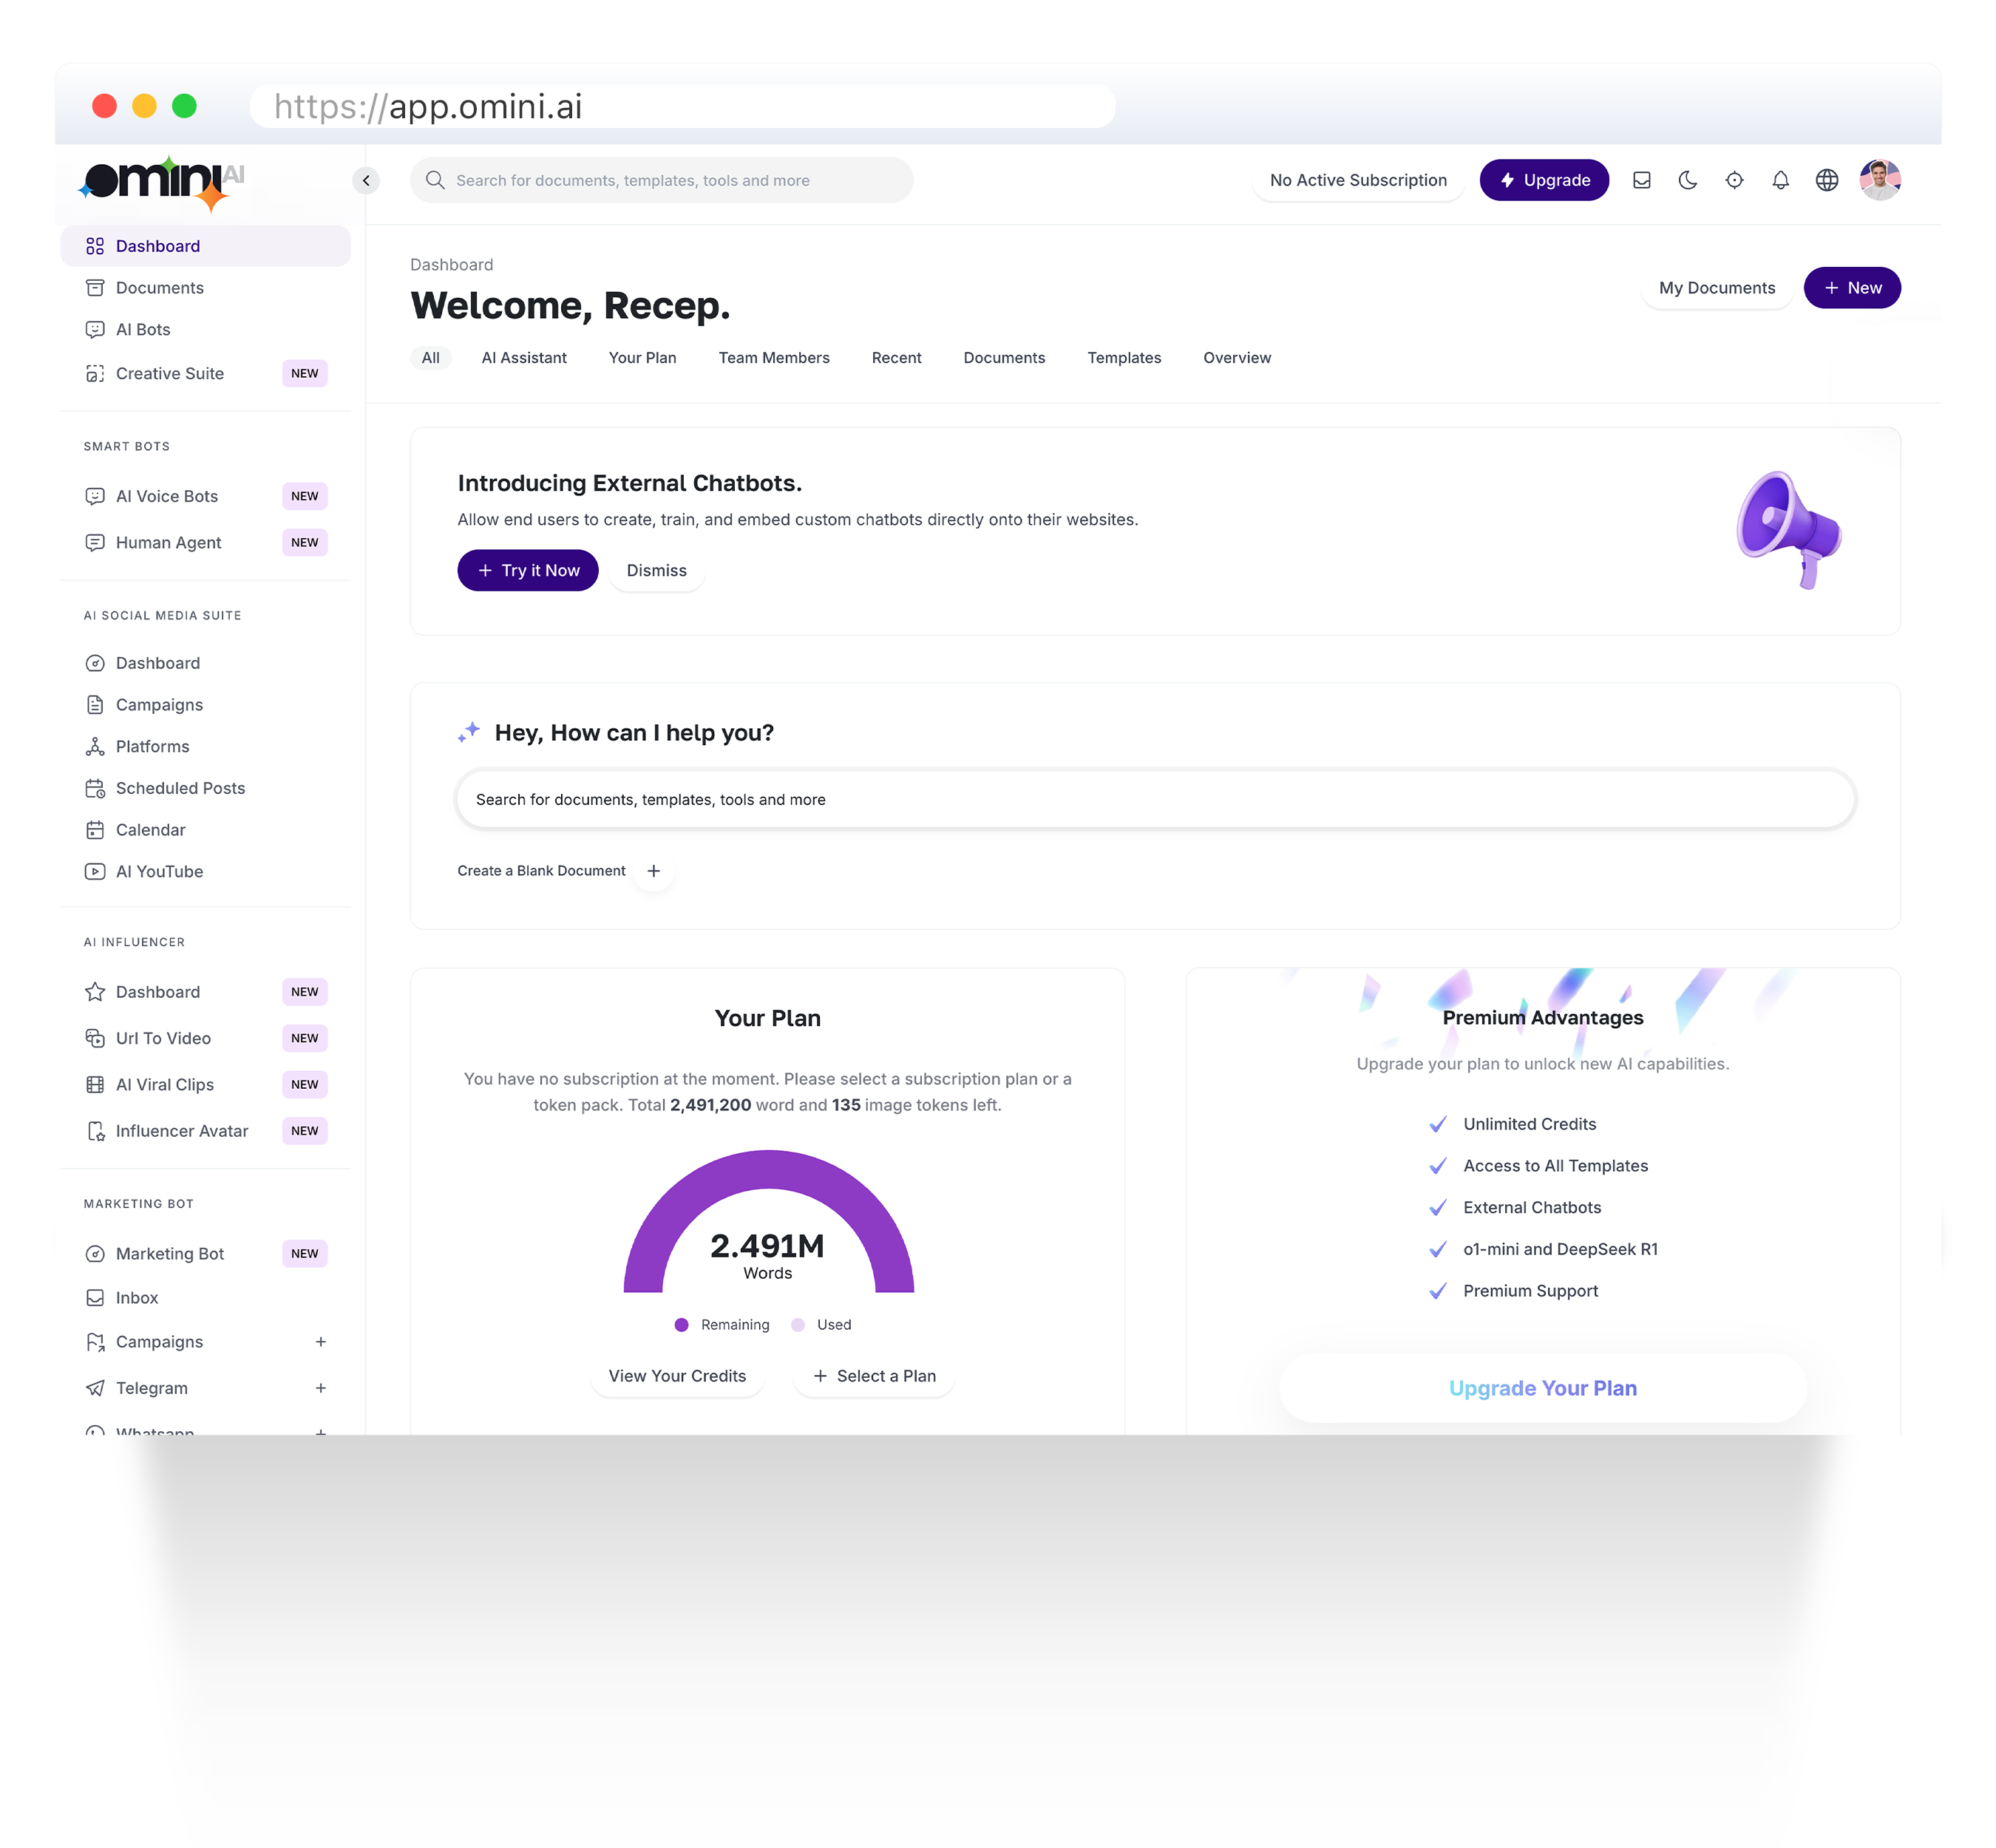 https://app.omini.ai
OminiAI
Search for documents, templates, tools and more
No Active Subscription
Upgrade
Dashboard
Documents
AI Bots
Creative Suite NEW
SMART BOTS
AI Voice Bots NEW
Human Agent NEW
AI SOCIAL MEDIA SUITE
Dashboard
Campaigns
Platforms
Scheduled Posts
Calendar
AI YouTube
AI INFLUENCER
Dashboard NEW
Url To Video NEW
AI Viral Clips NEW
Influencer Avatar NEW
MARKETING BOT
Marketing Bot NEW
Inbox
Campaigns +
Telegram +
Whatsapp +
Dashboard
Welcome, Recep.
My Documents
+ New
All AI Assistant Your Plan Team Members Recent Documents Templates Overview
Introducing External Chatbots.
Allow end users to create, train, and embed custom chatbots directly onto their websites.
+ Try it Now Dismiss
Hey, How can I help you?
Search for documents, templates, tools and more
Create a Blank Document +
Your Plan
You have no subscription at the moment. Please select a subscription plan or a
token pack. Total 2,491,200 word and 135 image tokens left.
2.491M
Words
Remaining Used
View Your Credits + Select a Plan
Premium Advantages
Upgrade your plan to unlock new AI capabilities.
Unlimited Credits
Access to All Templates
External Chatbots
o1-mini and DeepSeek R1
Premium Support
Upgrade Your Plan